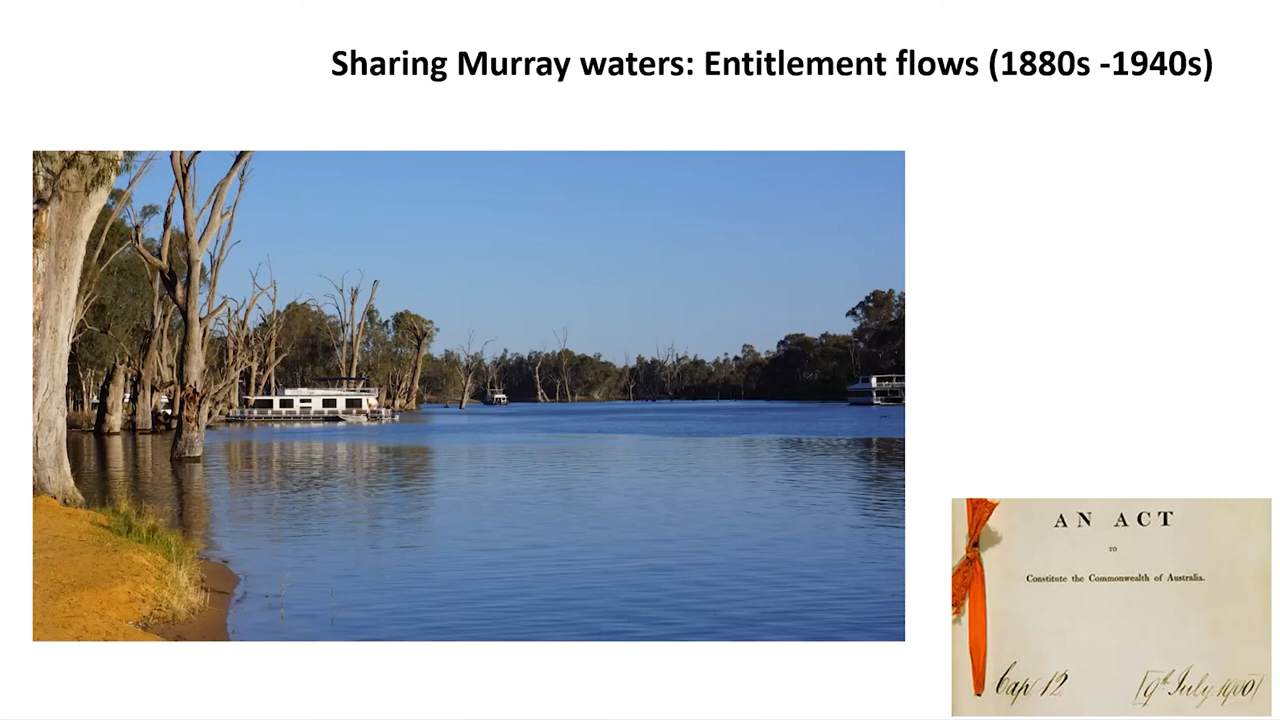 Sharing Murray waters: Entitlement flows (1880s -1940s)
AN ACT
TO
Constitute the Commonwealth of Australia.
Cap 12
[9th July 1900]